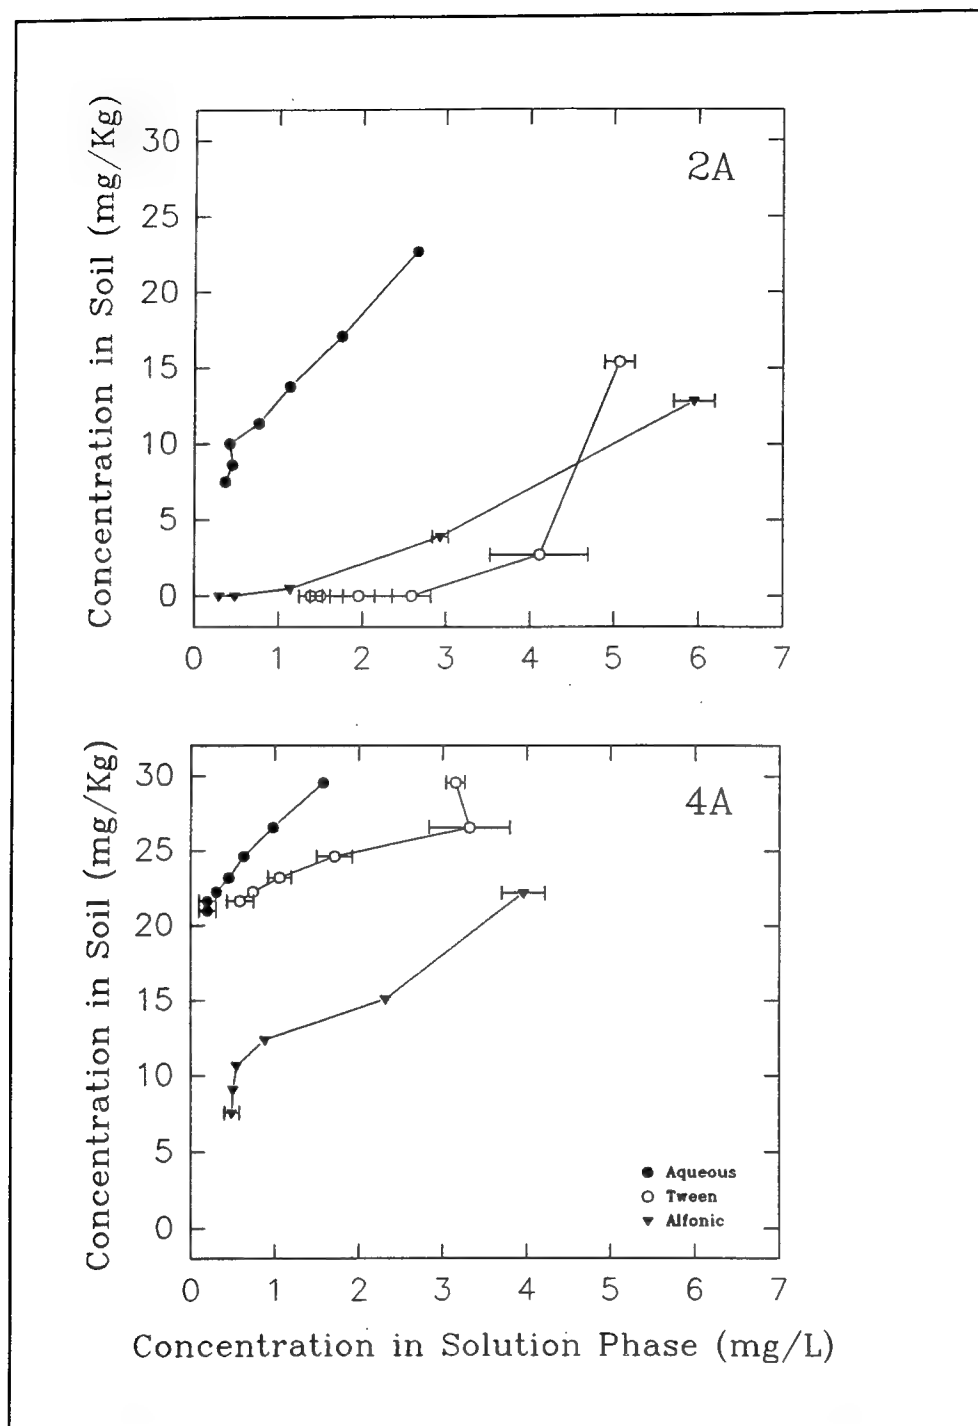 Concentration in Soil (mg/Kg)
30
25
20
15
10
5
0
2A
0 1 2 3 4 5 6 7
Concentration in Soil (mg/Kg)
30
25
20
15
10
5
0
4A
Aqueous
Tween
Alfonic
0 1 2 3 4 5 6 7
Concentration in Solution Phase (mg/L)